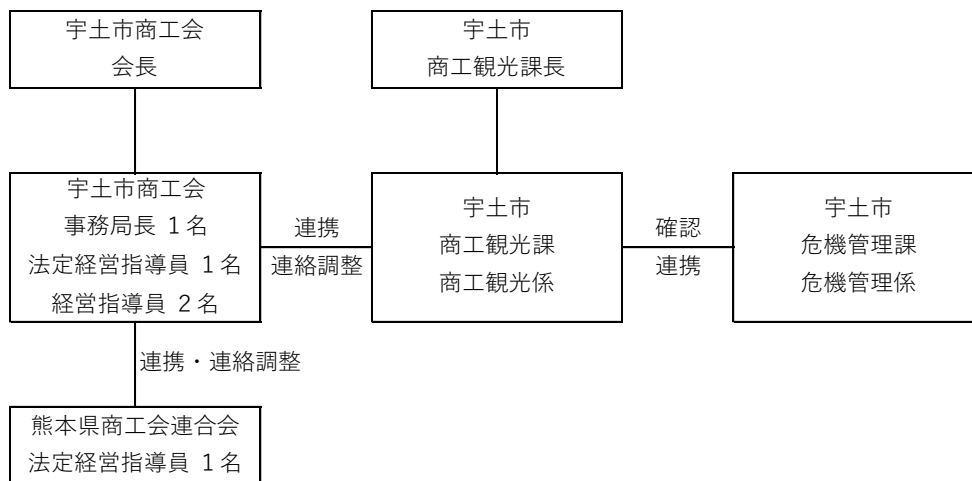 宇土市商工会
会長
宇土市
商工観光課長
宇土市商工会
事務局長 1名
法定経営指導員 1名
経営指導員 2名
連携
連絡調整
宇土市
商工観光課
商工観光係
確認
連携
宇土市
危機管理課
危機管理係
連携・連絡調整
熊本県商工会連合会
法定経営指導員 1名